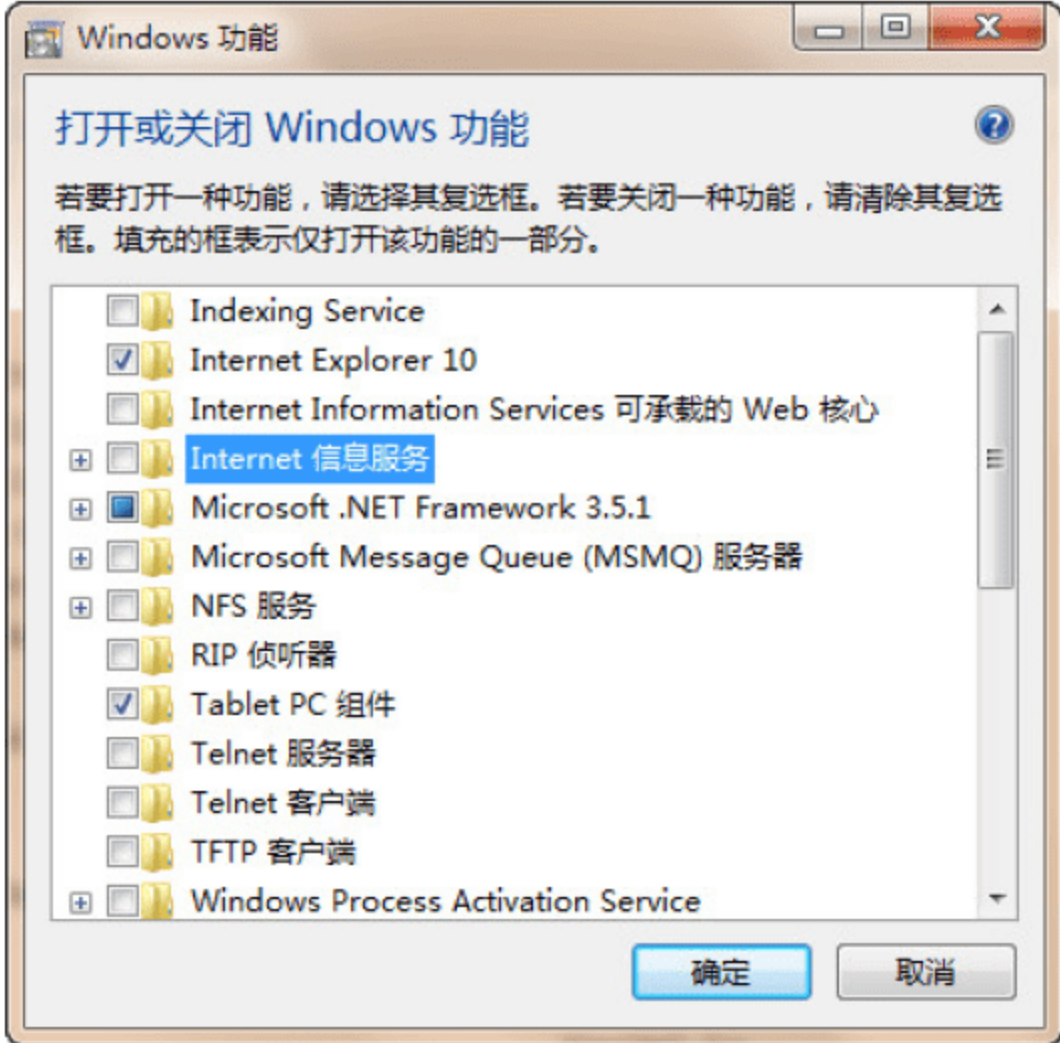 Windows 功能
打开或关闭 Windows 功能
若要打开一种功能，请选择其复选框。若要关闭一种功能，请清除其复选
框。填充的框表示仅打开该功能的一部分。
Indexing Service
Internet Explorer 10
Internet Information Services 可承载的 Web 核心
Internet 信息服务
Microsoft .NET Framework 3.5.1
Microsoft Message Queue (MSMQ) 服务器
NFS 服务
RIP 侦听器
Tablet PC 组件
Telnet 服务器
Telnet 客户端
TFTP 客户端
Windows Process Activation Service
确定 取消